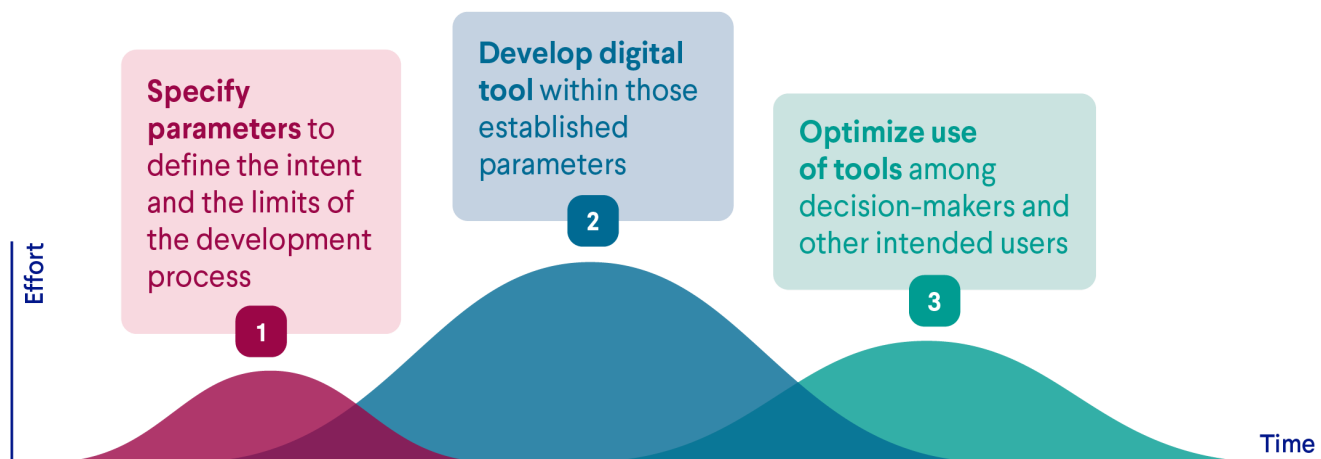 Specify
parameters to
define the intent
and the limits of
the development
process
1
Develop digital
tool within those
established
parameters
2
Optimize use
of tools among
decision-makers and
other intended users
3
Effort
Time